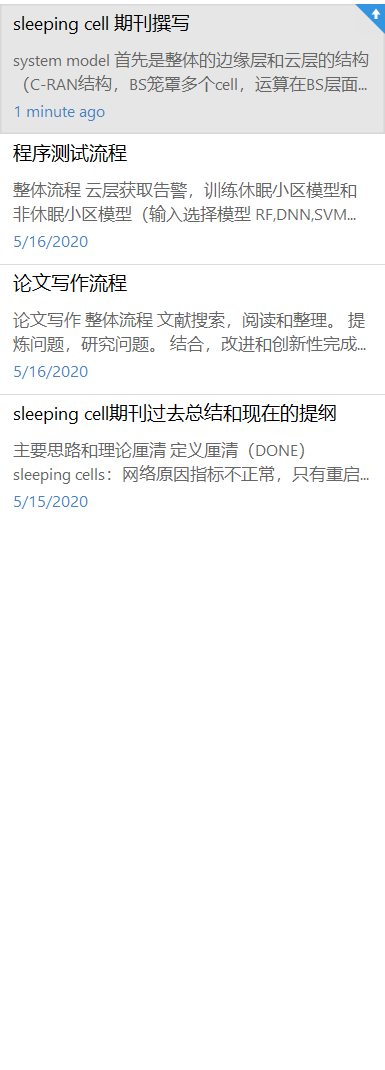 sleeping cell 期刊撰写
system model 首先是整体的边缘层和云层的结构
（C-RAN结构，BS笼罩多个cell，运算在BS层面...
1 minute ago
程序测试流程
整体流程 云层获取告警，训练休眠小区模型和
非休眠小区模型（输入选择模型 RF,DNN,SVM...
5/16/2020
论文写作流程
论文写作 整体流程 文献搜索，阅读和整理。 提
炼问题，研究问题。 结合，改进和创新性完成...
5/16/2020
sleeping cell期刊过去总结和现在的提纲
主要思路和理论厘清 定义厘清（DONE）
sleeping cells：网络原因指标不正常，只有重启...
5/15/2020